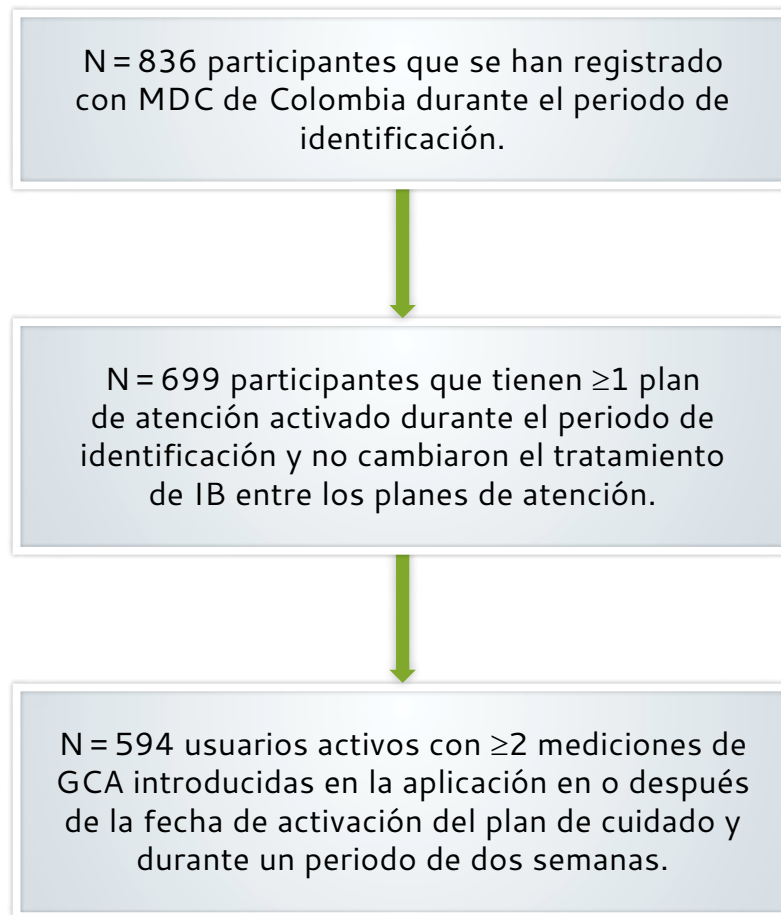 N = 836 participantes que se han registrado
con MDC de Colombia durante el periodo de
identificación.
N = 699 participantes que tienen ≥1 plan
de atención activado durante el periodo de
identificación y no cambiaron el tratamiento
de IB entre los planes de atención.
N = 594 usuarios activos con ≥2 mediciones de
GCA introducidas en la aplicación en o después
de la fecha de activación del plan de cuidado y
durante un periodo de dos semanas.